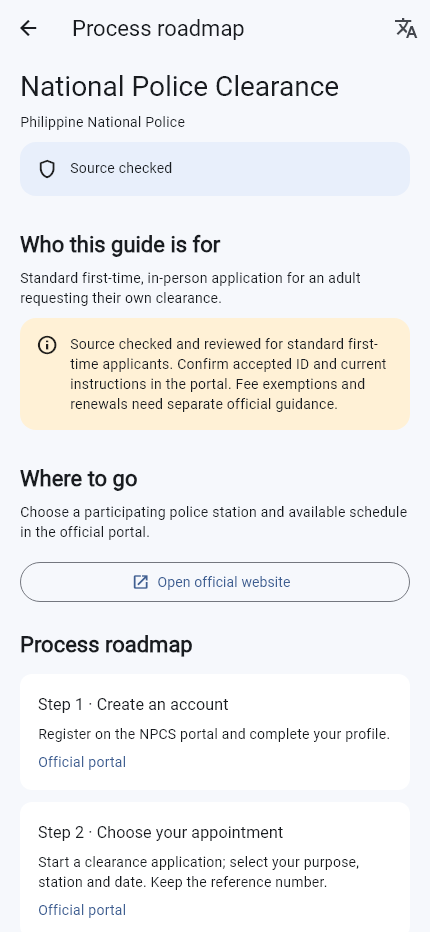 Process roadmap
National Police Clearance
Philippine National Police
Source checked
Who this guide is for
Standard first-time, in-person application for an adult
requesting their own clearance.
Source checked and reviewed for standard first-
time applicants. Confirm accepted ID and current
instructions in the portal. Fee exemptions and
renewals need separate official guidance.
Where to go
Choose a participating police station and available schedule
in the official portal.
Open official website
Process roadmap
Step 1 · Create an account
Register on the NPCS portal and complete your profile.
Official portal
Step 2 · Choose your appointment
Start a clearance application; select your purpose,
station and date. Keep the reference number.
Official portal